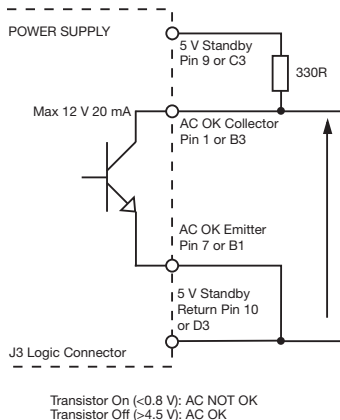 POWER SUPPLY
5 V Standby
Pin 9 or C3
330R
Max 12 V 20 mA
AC OK Collector
Pin 1 or B3
AC OK Emitter
Pin 7 or B1
5 V Standby
Return Pin 10
or D3
J3 Logic Connector
Transistor On (<0.8 V): AC NOT OK
Transistor Off (>4.5 V): AC OK